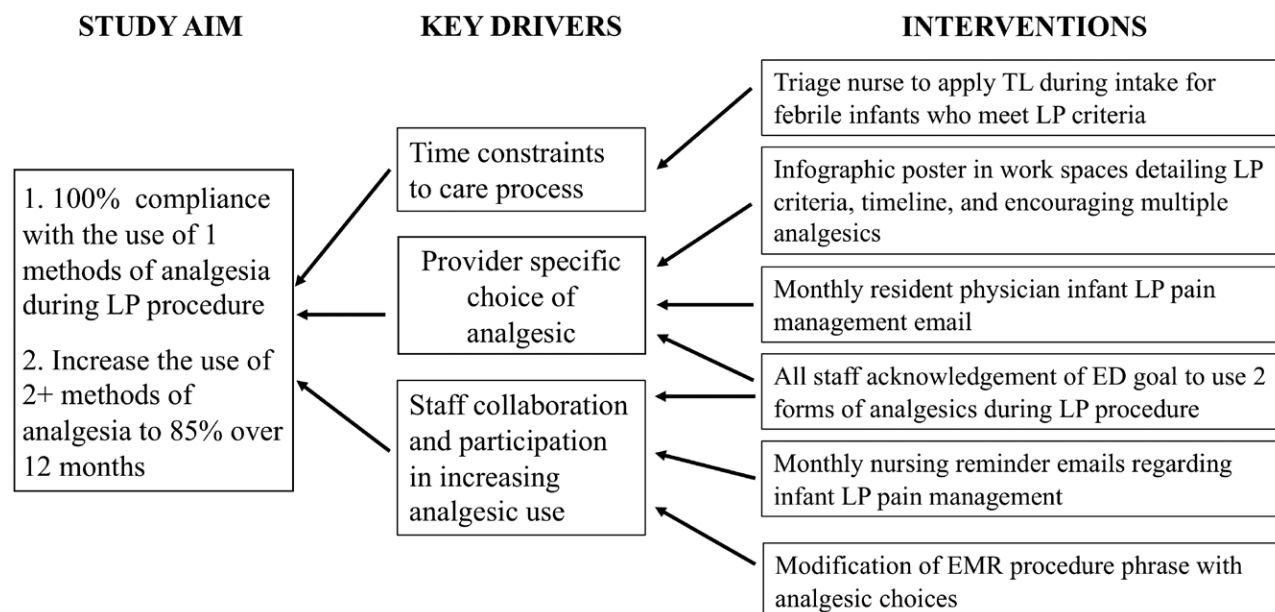 STUDY AIM
KEY DRIVERS
INTERVENTIONS
1. 100% compliance
with the use of 1
methods of analgesia
during LP procedure
2. Increase the use of
2+ methods of
analgesia to 85% over
12 months
Time constraints
to care process
Provider specific
choice of
analgesic
Staff collaboration
and participation
in increasing
analgesic use
Triage nurse to apply TL during intake for
febrile infants who meet LP criteria
Infographic poster in work spaces detailing LP
criteria, timeline, and encouraging multiple
analgesics
Monthly resident physician infant LP pain
management email
All staff acknowledgement of ED goal to use 2
forms of analgesics during LP procedure
Monthly nursing reminder emails regarding
infant LP pain management
Modification of EMR procedure phrase with
analgesic choices